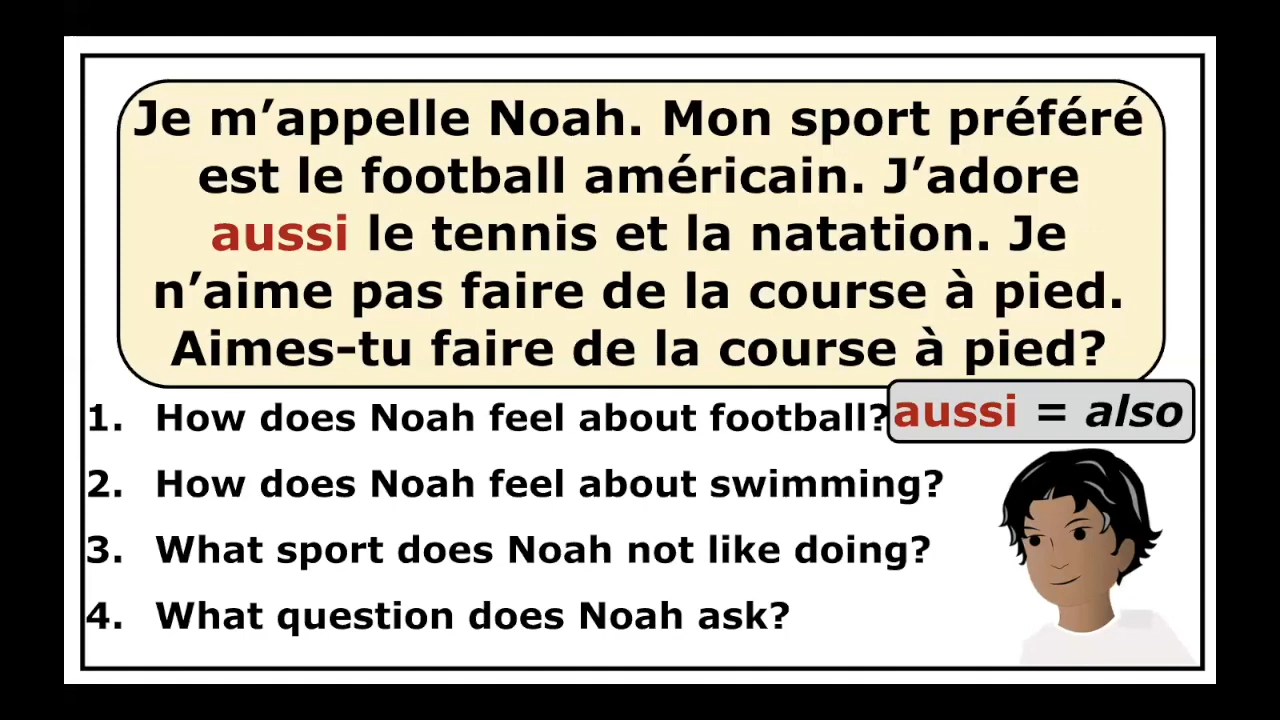 Je m’appelle Noah. Mon sport préféré
est le football américain. J’adore
aussi le tennis et la natation. Je
n’aime pas faire de la course à pied.
Aimes-tu faire de la course à pied?
1. How does Noah feel about football?
aussi = also
2. How does Noah feel about swimming?
3. What sport does Noah not like doing?
4. What question does Noah ask?